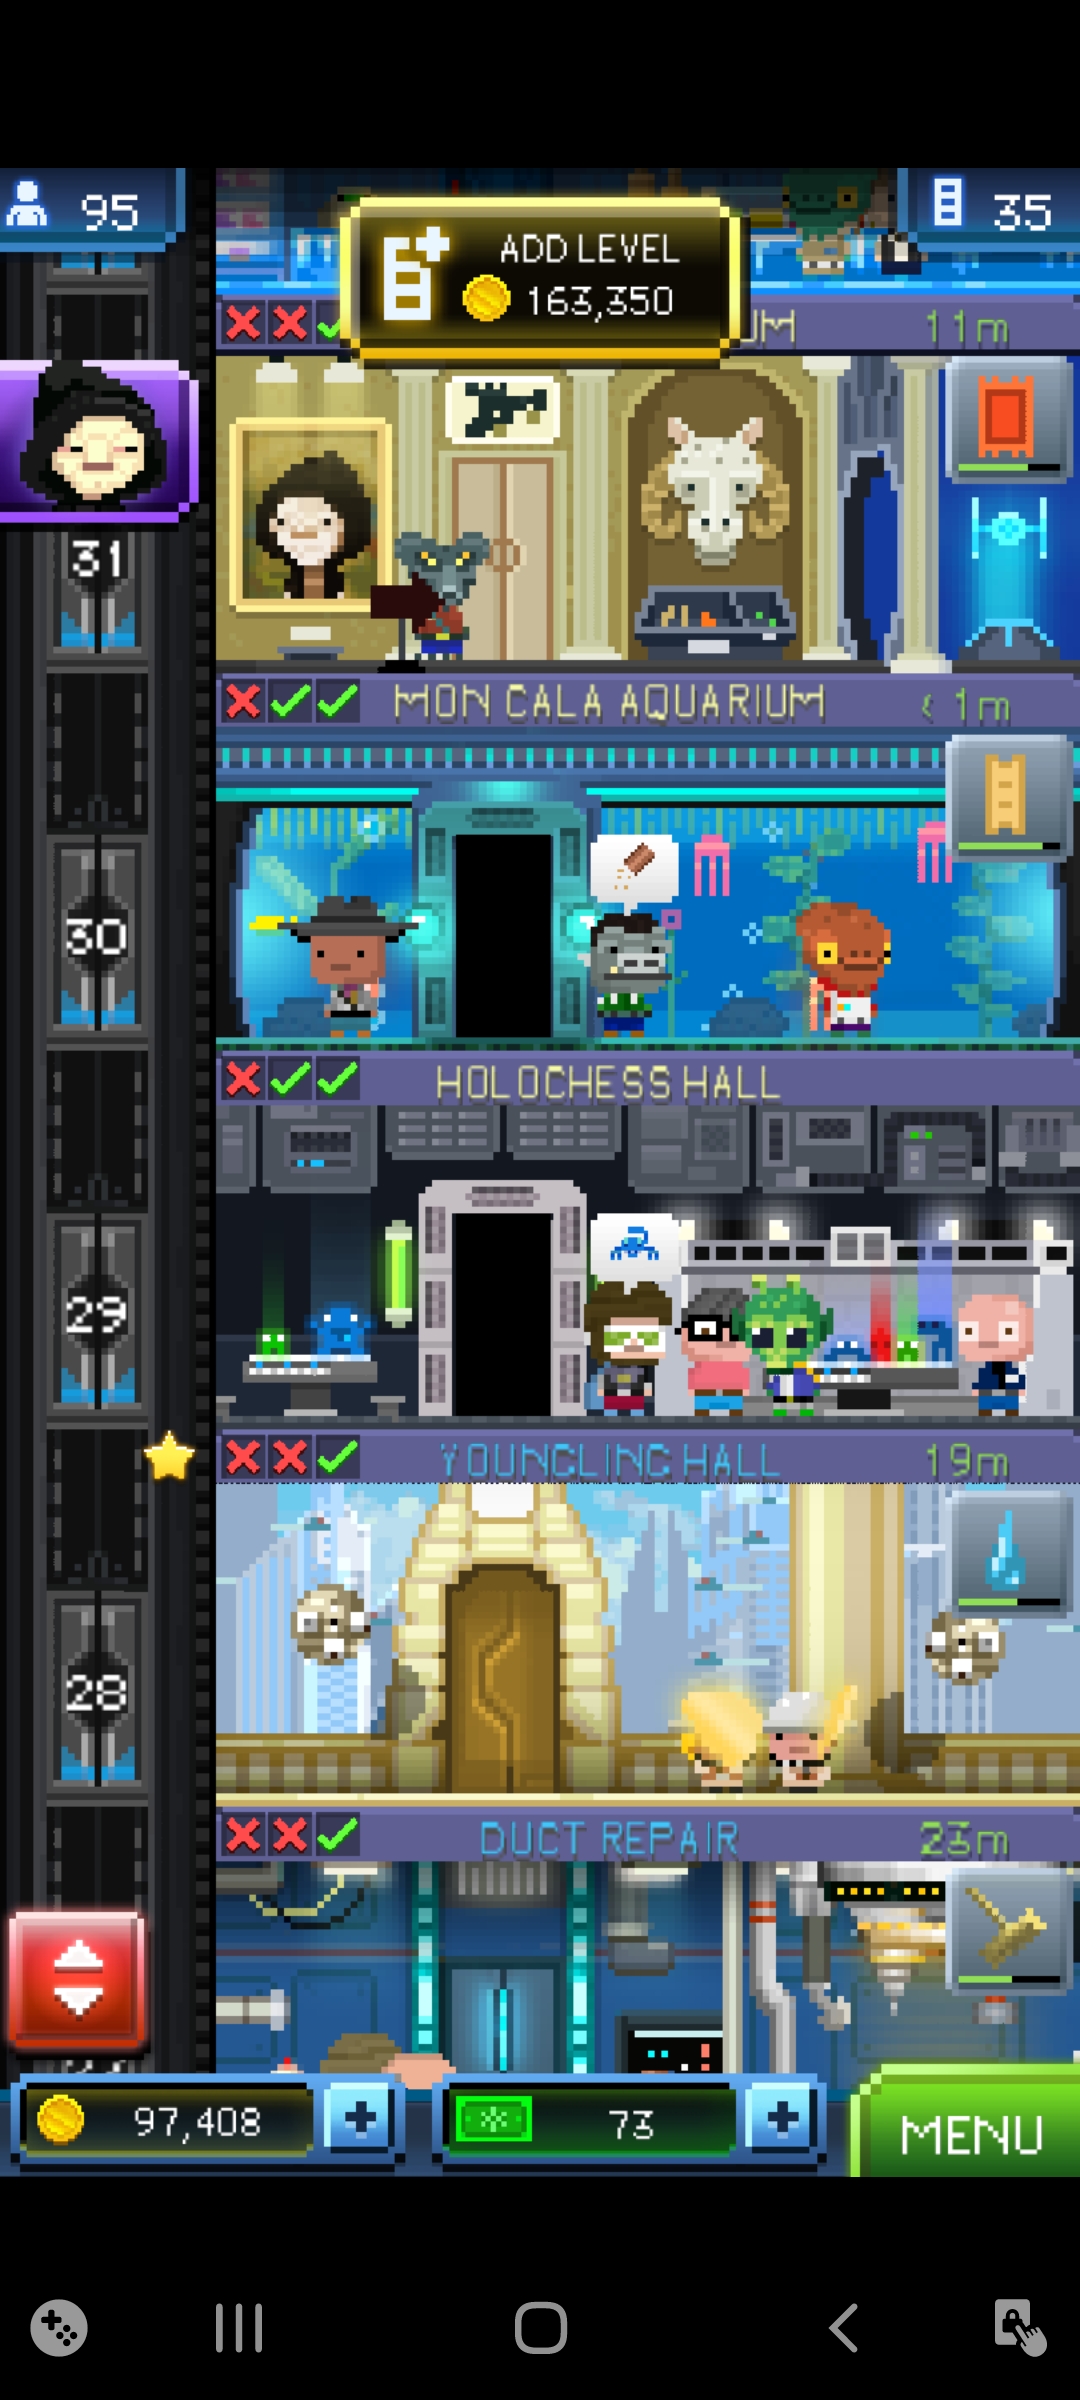 95
35
ADD LEVEL
163,350
UM
11m
31
MON CALA AQUARIUM
< 1m
30
HOLOCHESS HALL
29
YOUNGLING HALL
19m
28
DUCT REPAIR
23m
97,408
73
MENU